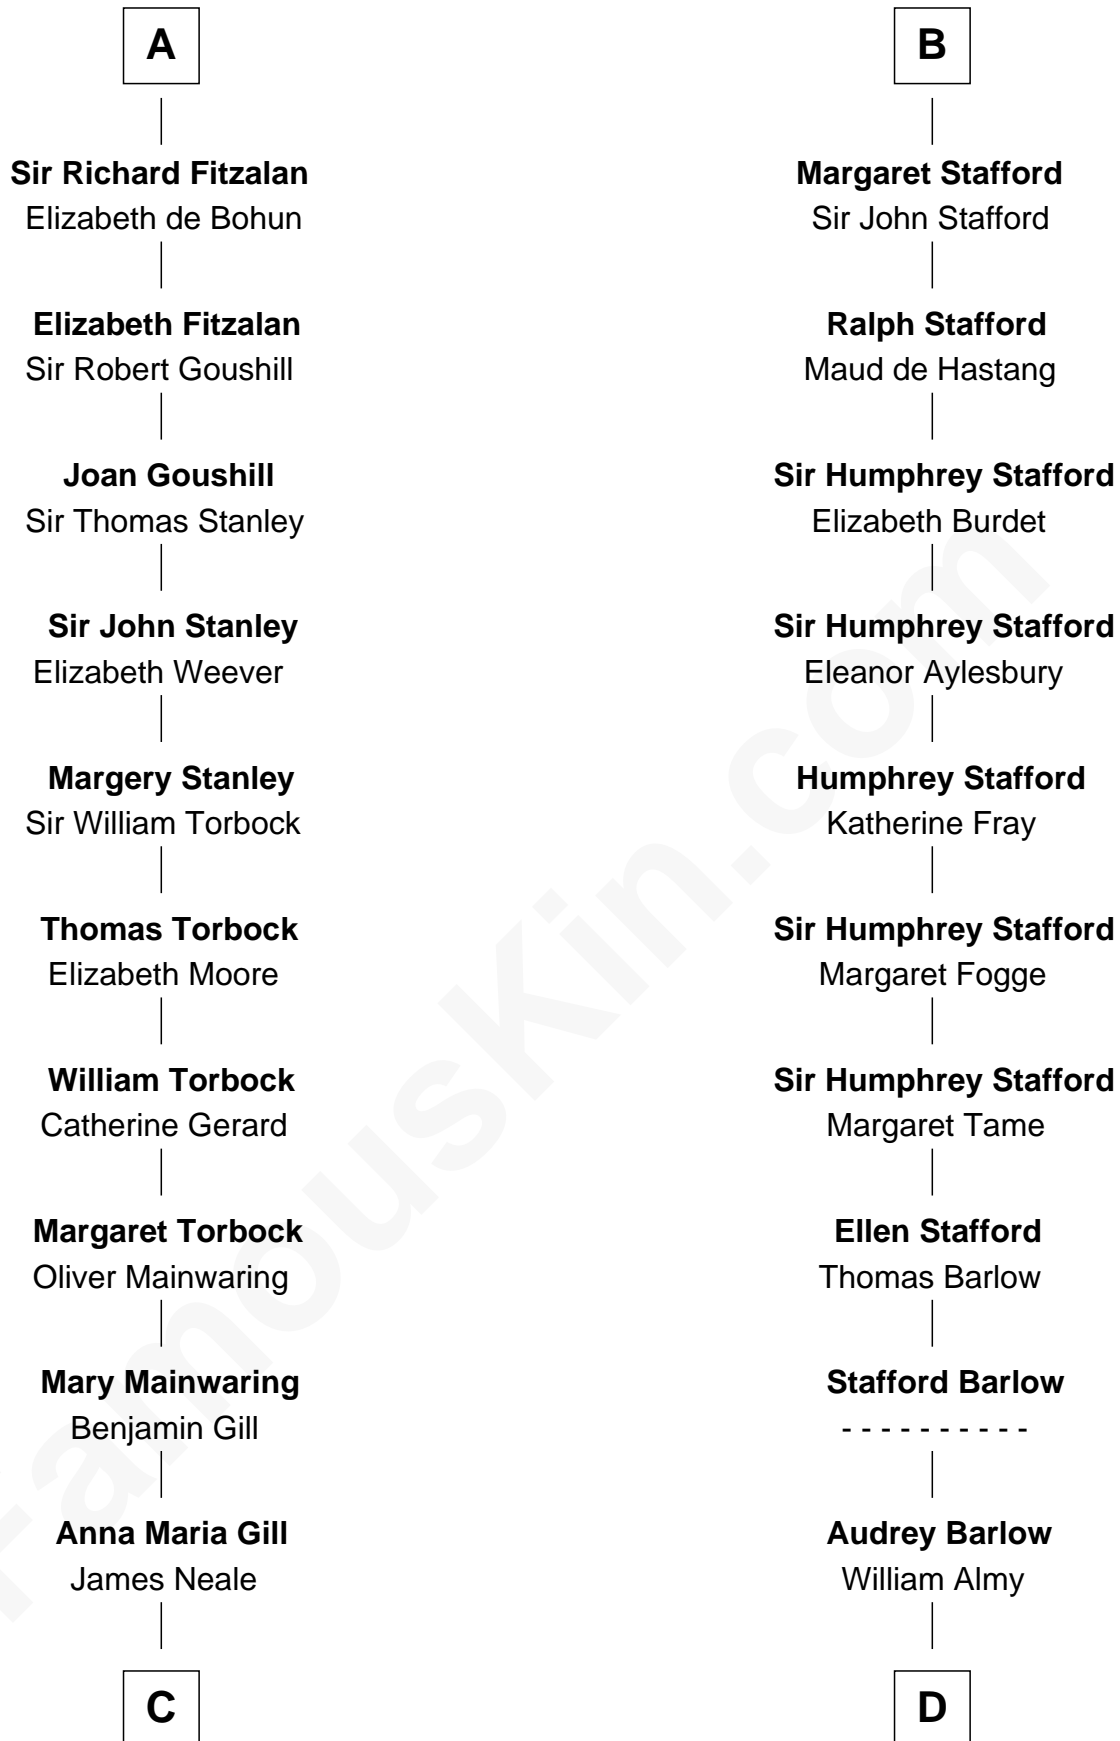 A
Sir Richard Fitzalan
Elizabeth de Bohun
Elizabeth Fitzalan
Sir Robert Goushill
Joan Goushill
Sir Thomas Stanley
Sir John Stanley
Elizabeth Weever
Margery Stanley
Sir William Torbock
Thomas Torbock
Elizabeth Moore
William Torbock
Catherine Gerard
Margaret Torbock
Oliver Mainwaring
Mary Mainwaring
Benjamin Gill
Anna Maria Gill
James Neale
C
B
Margaret Stafford
Sir John Stafford
Ralph Stafford
Maud de Hastang
Sir Humphrey Stafford
Elizabeth Burdet
Sir Humphrey Stafford
Eleanor Aylesbury
Humphrey Stafford
Katherine Fray
Sir Humphrey Stafford
Margaret Fogge
Sir Humphrey Stafford
Margaret Tame
Ellen Stafford
Thomas Barlow
Stafford Barlow
- - - - - - - - - -
Audrey Barlow
William Almy
D
FamousKin.com